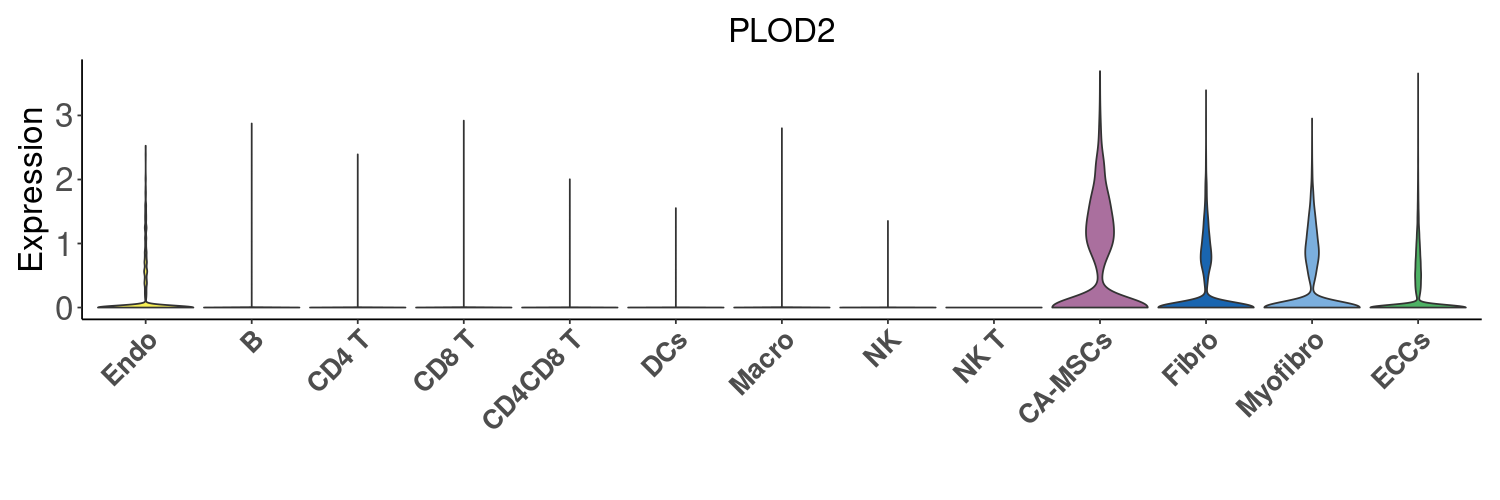 PLOD2
Expression
3
2
1
0
Endo
B
CD4 T
CD8 T
CD4CD8 T
DCs
Macro
NK
NK T
CA-MSCs
Fibro
Myofibro
ECCs